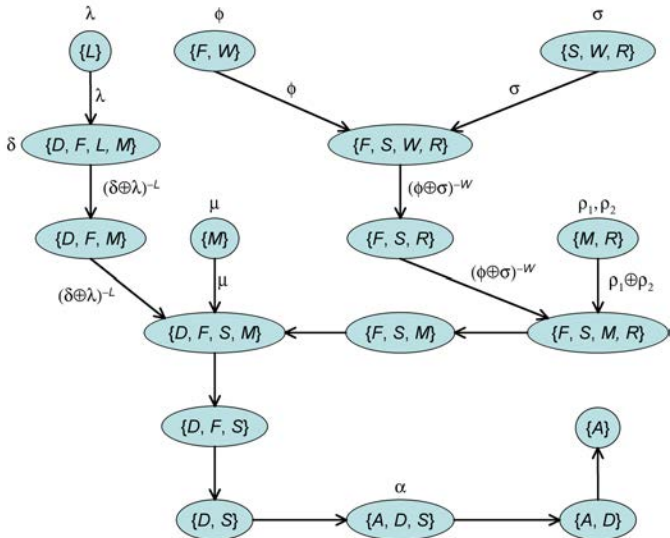 λ ϕ σ
{L} {F, W} {S, W, R}
λ ϕ σ
δ {D, F, L, M} {F, S, W, R}
(δ⊕λ)⁻ᴸ (ϕ⊕σ)⁻ᵂ
μ ρ₁, ρ₂
{D, F, M} {M} {F, S, R} {M, R}
(δ⊕λ)⁻ᴸ μ (ϕ⊕σ)⁻ᵂ ρ₁⊕ρ₂
{D, F, S, M} {F, S, M} {F, S, M, R}
{D, F, S} {A}
α
{D, S} {A, D, S} {A, D}